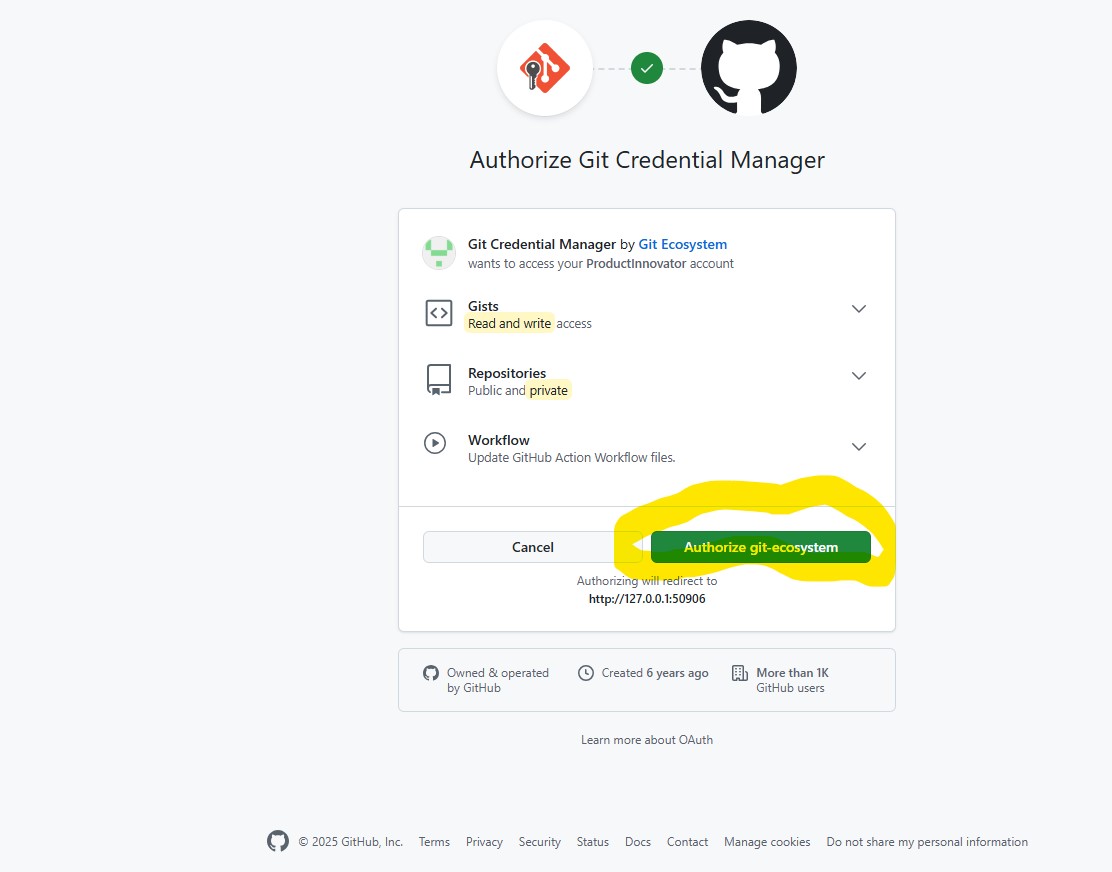 Authorize Git Credential Manager
Git Credential Manager by Git Ecosystem
wants to access your ProductInnovator account
Gists
Read and write access
Repositories
Public and private
Workflow
Update GitHub Action Workflow files.
Cancel
Authorize git-ecosystem
Authorizing will redirect to
http://127.0.0.1:50906
Owned & operated
by GitHub
Created 6 years ago
More than 1K
GitHub users
Learn more about OAuth
© 2025 GitHub, Inc. Terms Privacy Security Status Docs Contact Manage cookies Do not share my personal information